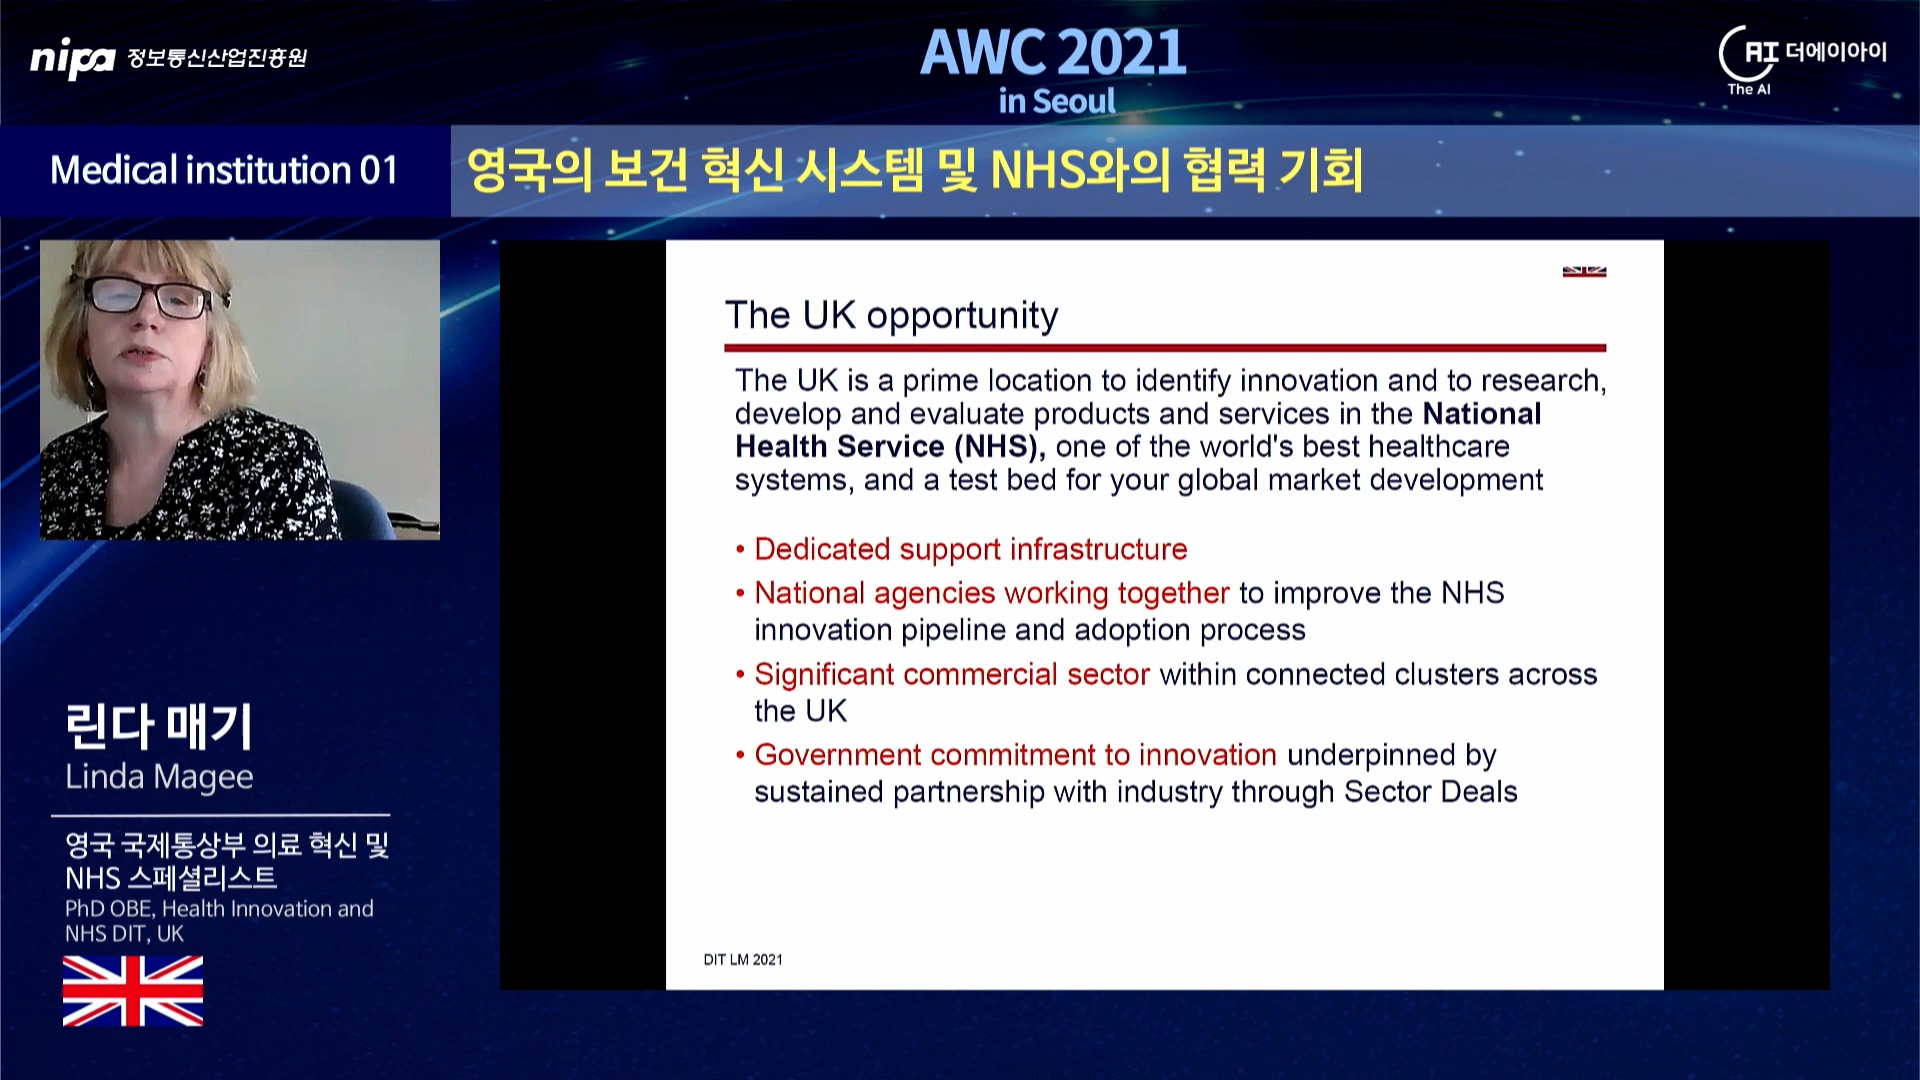 nipa 정보통신산업진흥원
AWC 2021
in Seoul
AI 더에이아이
The AI
Medical institution 01
영국의 보건 혁신 시스템 및 NHS와의 협력 기회
The UK opportunity
The UK is a prime location to identify innovation and to research,
develop and evaluate products and services in the National
Health Service (NHS), one of the world's best healthcare
systems, and a test bed for your global market development
• Dedicated support infrastructure
• National agencies working together to improve the NHS
innovation pipeline and adoption process
• Significant commercial sector within connected clusters across
the UK
• Government commitment to innovation underpinned by
sustained partnership with industry through Sector Deals
DIT LM 2021
린다 매기
Linda Magee
영국 국제통상부 의료 혁신 및
NHS 스페셜리스트
PhD OBE, Health Innovation and
NHS DIT, UK